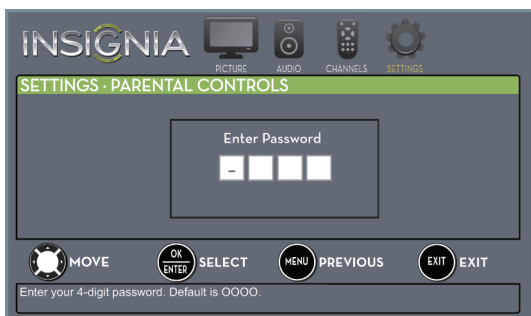 INSIGNIA
PICTURE AUDIO CHANNELS SETTINGS
SETTINGS · PARENTAL CONTROLS
Enter Password
–
MOVE OK ENTER SELECT MENU PREVIOUS EXIT EXIT
Enter your 4-digit password. Default is 0000.